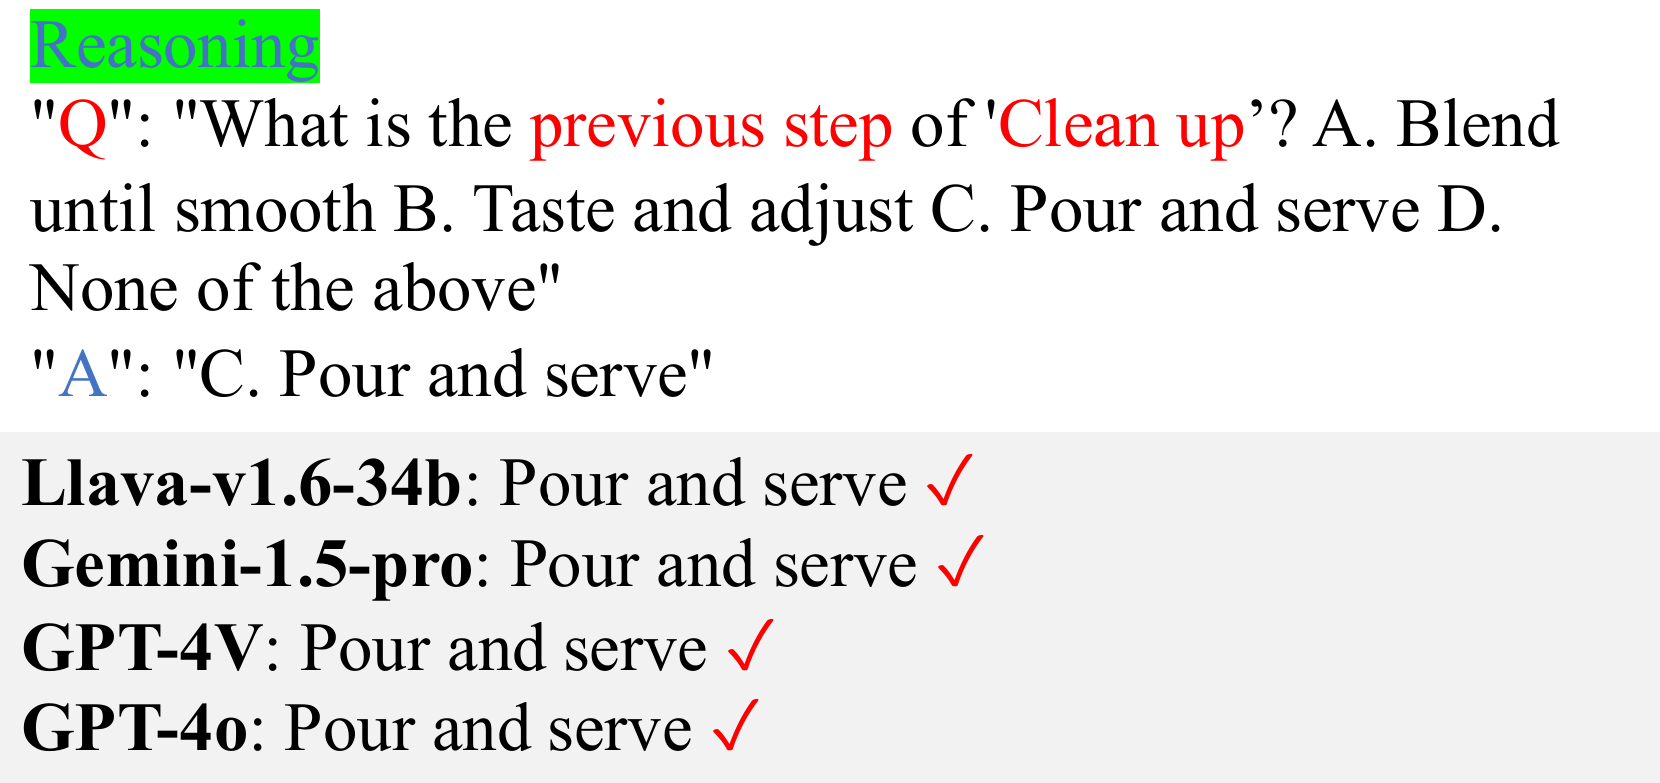 Reasoning
"Q": "What is the previous step of 'Clean up’? A. Blend
until smooth B. Taste and adjust C. Pour and serve D.
None of the above"
"A": "C. Pour and serve"
Llava-v1.6-34b: Pour and serve ✓
Gemini-1.5-pro: Pour and serve ✓
GPT-4V: Pour and serve ✓
GPT-4o: Pour and serve ✓